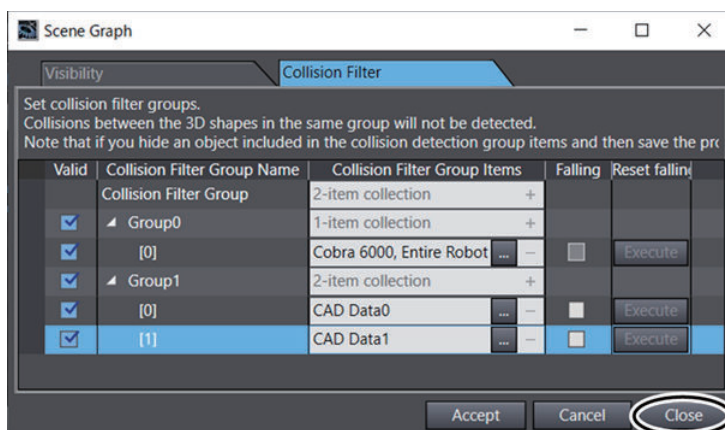 Scene Graph
Visibility
Collision Filter
Set collision filter groups.
Collisions between the 3D shapes in the same group will not be detected.
Note that if you hide an object included in the collision detection group items and then save the
Valid Collision Filter Group Name Collision Filter Group Items Falling Reset fallin
Collision Filter Group 2-item collection +
Group0 1-item collection +
[0] Cobra 6000, Entire Robot ... − Execute
Group1 2-item collection +
[0] CAD Data0 ... − Execute
[1] CAD Data1 ... − Execute
Accept Cancel Close